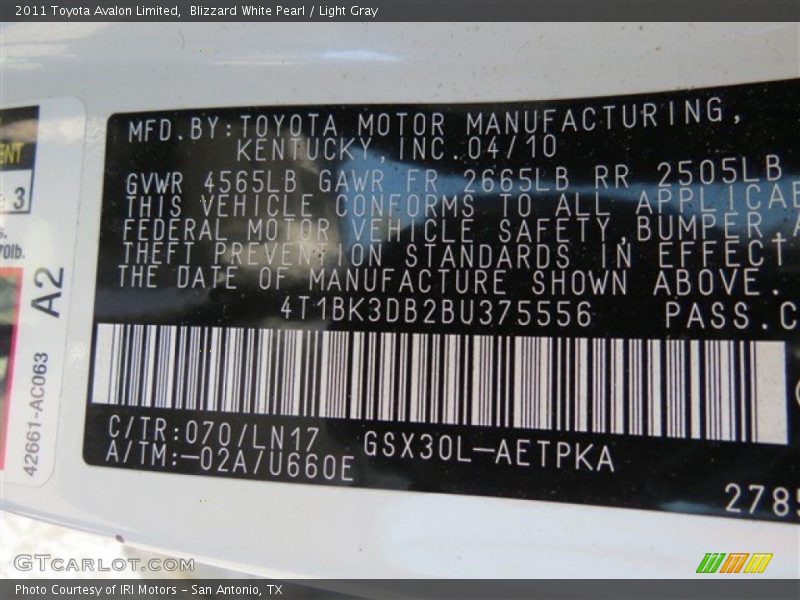 2011 Toyota Avalon Limited,  Blizzard White Pearl / Light Gray
MFD.BY:TOYOTA MOTOR MANUFACTURING,
KENTUCKY,INC.04/10
GVWR 4565LB GAWR FR 2665LB RR 2505LB
THIS VEHICLE CONFORMS TO ALL APPLICAB
FEDERAL MOTOR VEHICLE SAFETY,BUMPER A
THEFT PREVENTION STANDARDS IN EFFECT
THE DATE OF MANUFACTURE SHOWN ABOVE.
4T1BK3DB2BU375556 PASS.C
C/TR:070/LN17 GSX30L-AETPKA
A/TM:-02A/U660E
2785
3
70lb.
A2
42661-AC063
GTCARLOT.COM
Photo Courtesy of IRI Motors - San Antonio, TX